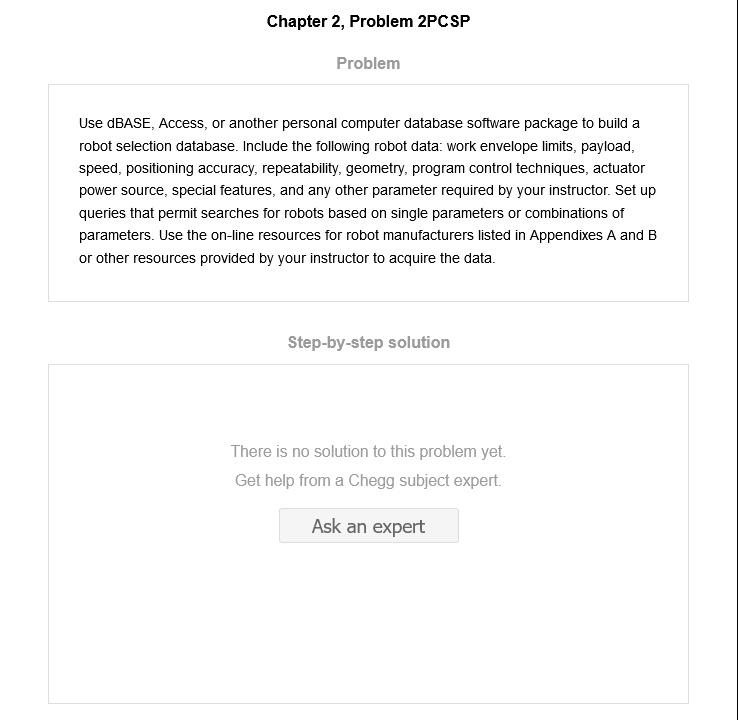 Chapter 2, Problem 2PCSP
Problem
Use dBASE, Access, or another personal computer database software package to build a
robot selection database. Include the following robot data: work envelope limits, payload,
speed, positioning accuracy, repeatability, geometry, program control techniques, actuator
power source, special features, and any other parameter required by your instructor. Set up
queries that permit searches for robots based on single parameters or combinations of
parameters. Use the on-line resources for robot manufacturers listed in Appendixes A and B
or other resources provided by your instructor to acquire the data.
Step-by-step solution
There is no solution to this problem yet.
Get help from a Chegg subject expert.
Ask an expert